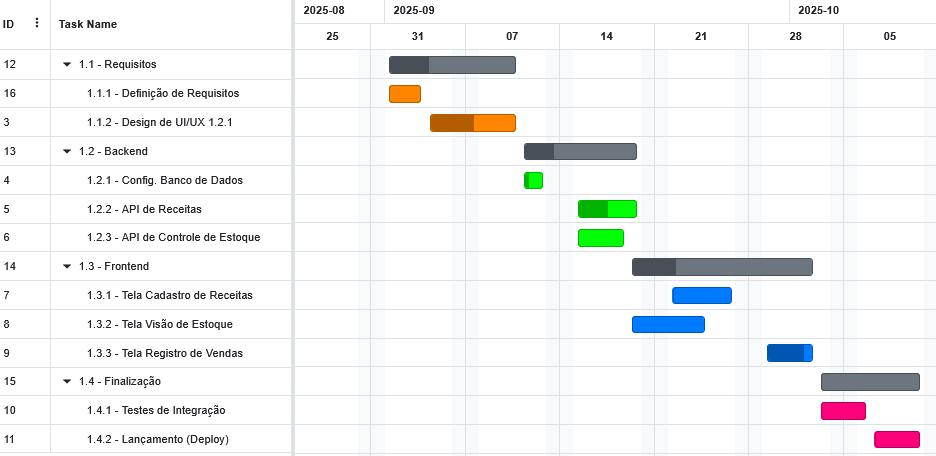 ID
Task Name
2025-08
2025-09
2025-10
25
31
07
14
21
28
05
12
1.1 - Requisitos
16
1.1.1 - Definição de Requisitos
3
1.1.2 - Design de UI/UX 1.2.1
13
1.2 - Backend
4
1.2.1 - Config. Banco de Dados
5
1.2.2 - API de Receitas
6
1.2.3 - API de Controle de Estoque
14
1.3 - Frontend
7
1.3.1 - Tela Cadastro de Receitas
8
1.3.2 - Tela Visão de Estoque
9
1.3.3 - Tela Registro de Vendas
15
1.4 - Finalização
10
1.4.1 - Testes de Integração
11
1.4.2 - Lançamento (Deploy)